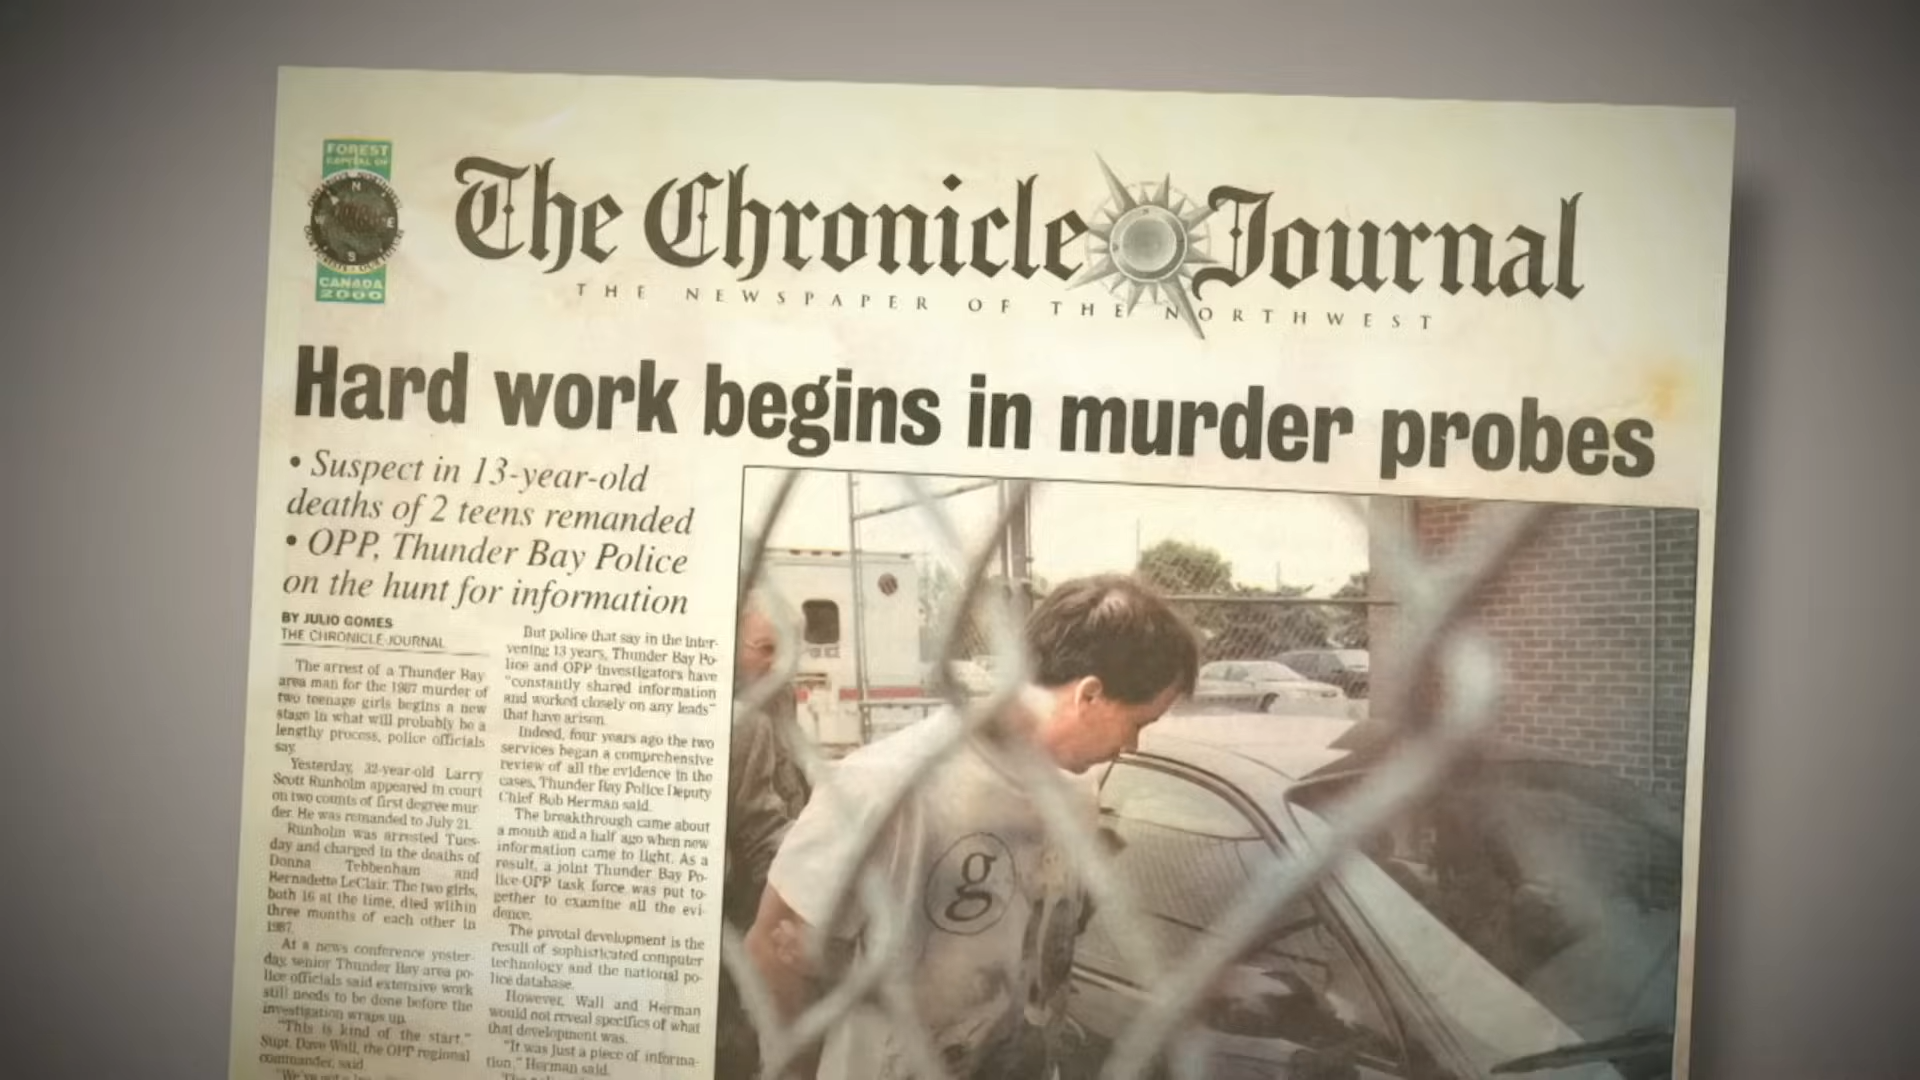 FOREST
CAPITAL OF
CANADA
2000
The Chronicle Journal
THE NEWSPAPER OF THE NORTHWEST
Hard work begins in murder probes
• Suspect in 13-year-old
deaths of 2 teens remanded
• OPP, Thunder Bay Police
on the hunt for information
BY JULIO GOMES
THE CHRONICLE-JOURNAL
The arrest of a Thunder Bay
area man for the 1987 murder of
two teenage girls begins a new
stage in what will probably be a
lengthy process, police officials
say.
Yesterday, 32-year-old Larry
Scott Runholm appeared in court
on two counts of first degree mur-
der. He was remanded to July 21.
Runholm was arrested Tues-
day and charged in the deaths of
Donna Tebbenham and
Bernadette LeClair. The two girls,
both 16 at the time, died within
three months of each other in
1987.
At a news conference yester-
day, senior Thunder Bay area po-
lice officials said extensive work
still needs to be done before the
investigation wraps up.
"This is kind of the start,"
Supt. Dave Wall, the OPP regional
commander, said.
But police that say in the inter-
vening 13 years, Thunder Bay Po-
lice and OPP investigators have
"constantly shared information
and worked closely on any leads"
that have arisen.
Indeed, four years ago the two
services began a comprehensive
review of all the evidence in the
cases, Thunder Bay Police Deputy
Chief Bob Herman said.
The breakthrough came about
a month and a half ago when new
information came to light. As a
result, a joint Thunder Bay Po-
lice-OPP task force was put to-
gether to examine all the evi-
dence.
The pivotal development is the
result of sophisticated computer
technology and the national po-
lice database.
However, Wall and Herman
would not reveal specifics of what
that development was.
"It was just a piece of informa-
tion," Herman said.
g